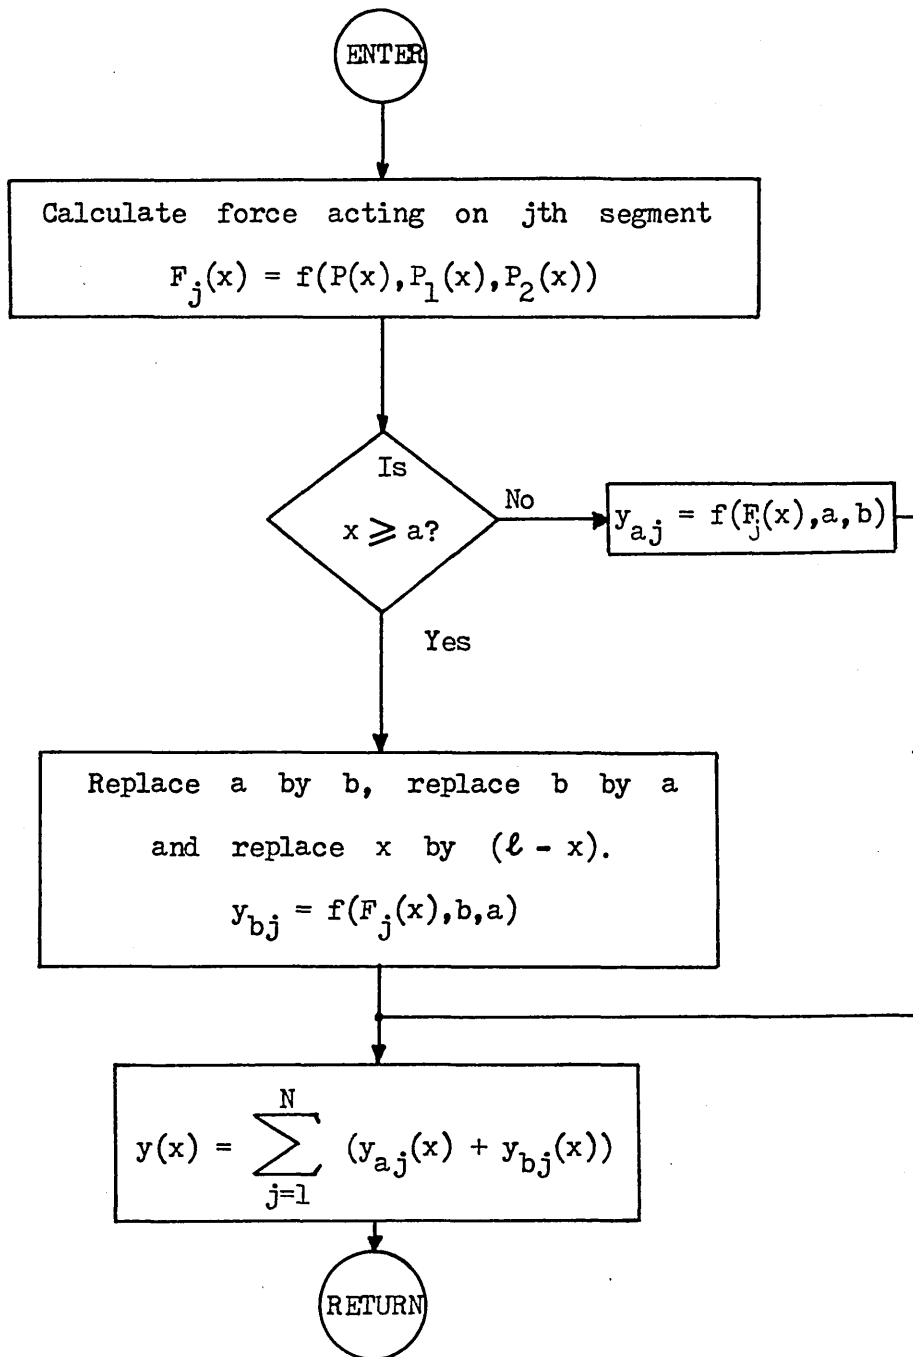 ENTER
Calculate force acting on jth segment
F_j(x) = f(P(x),P_1(x),P_2(x))
Is
x ⩾ a?
No
y_aj = f(F_j(x),a,b)
Yes
Replace a by b, replace b by a
and replace x by (ℓ - x).
y_bj = f(F_j(x),b,a)
N
y(x) = ∑ (y_aj(x) + y_bj(x))
j=1
RETURN